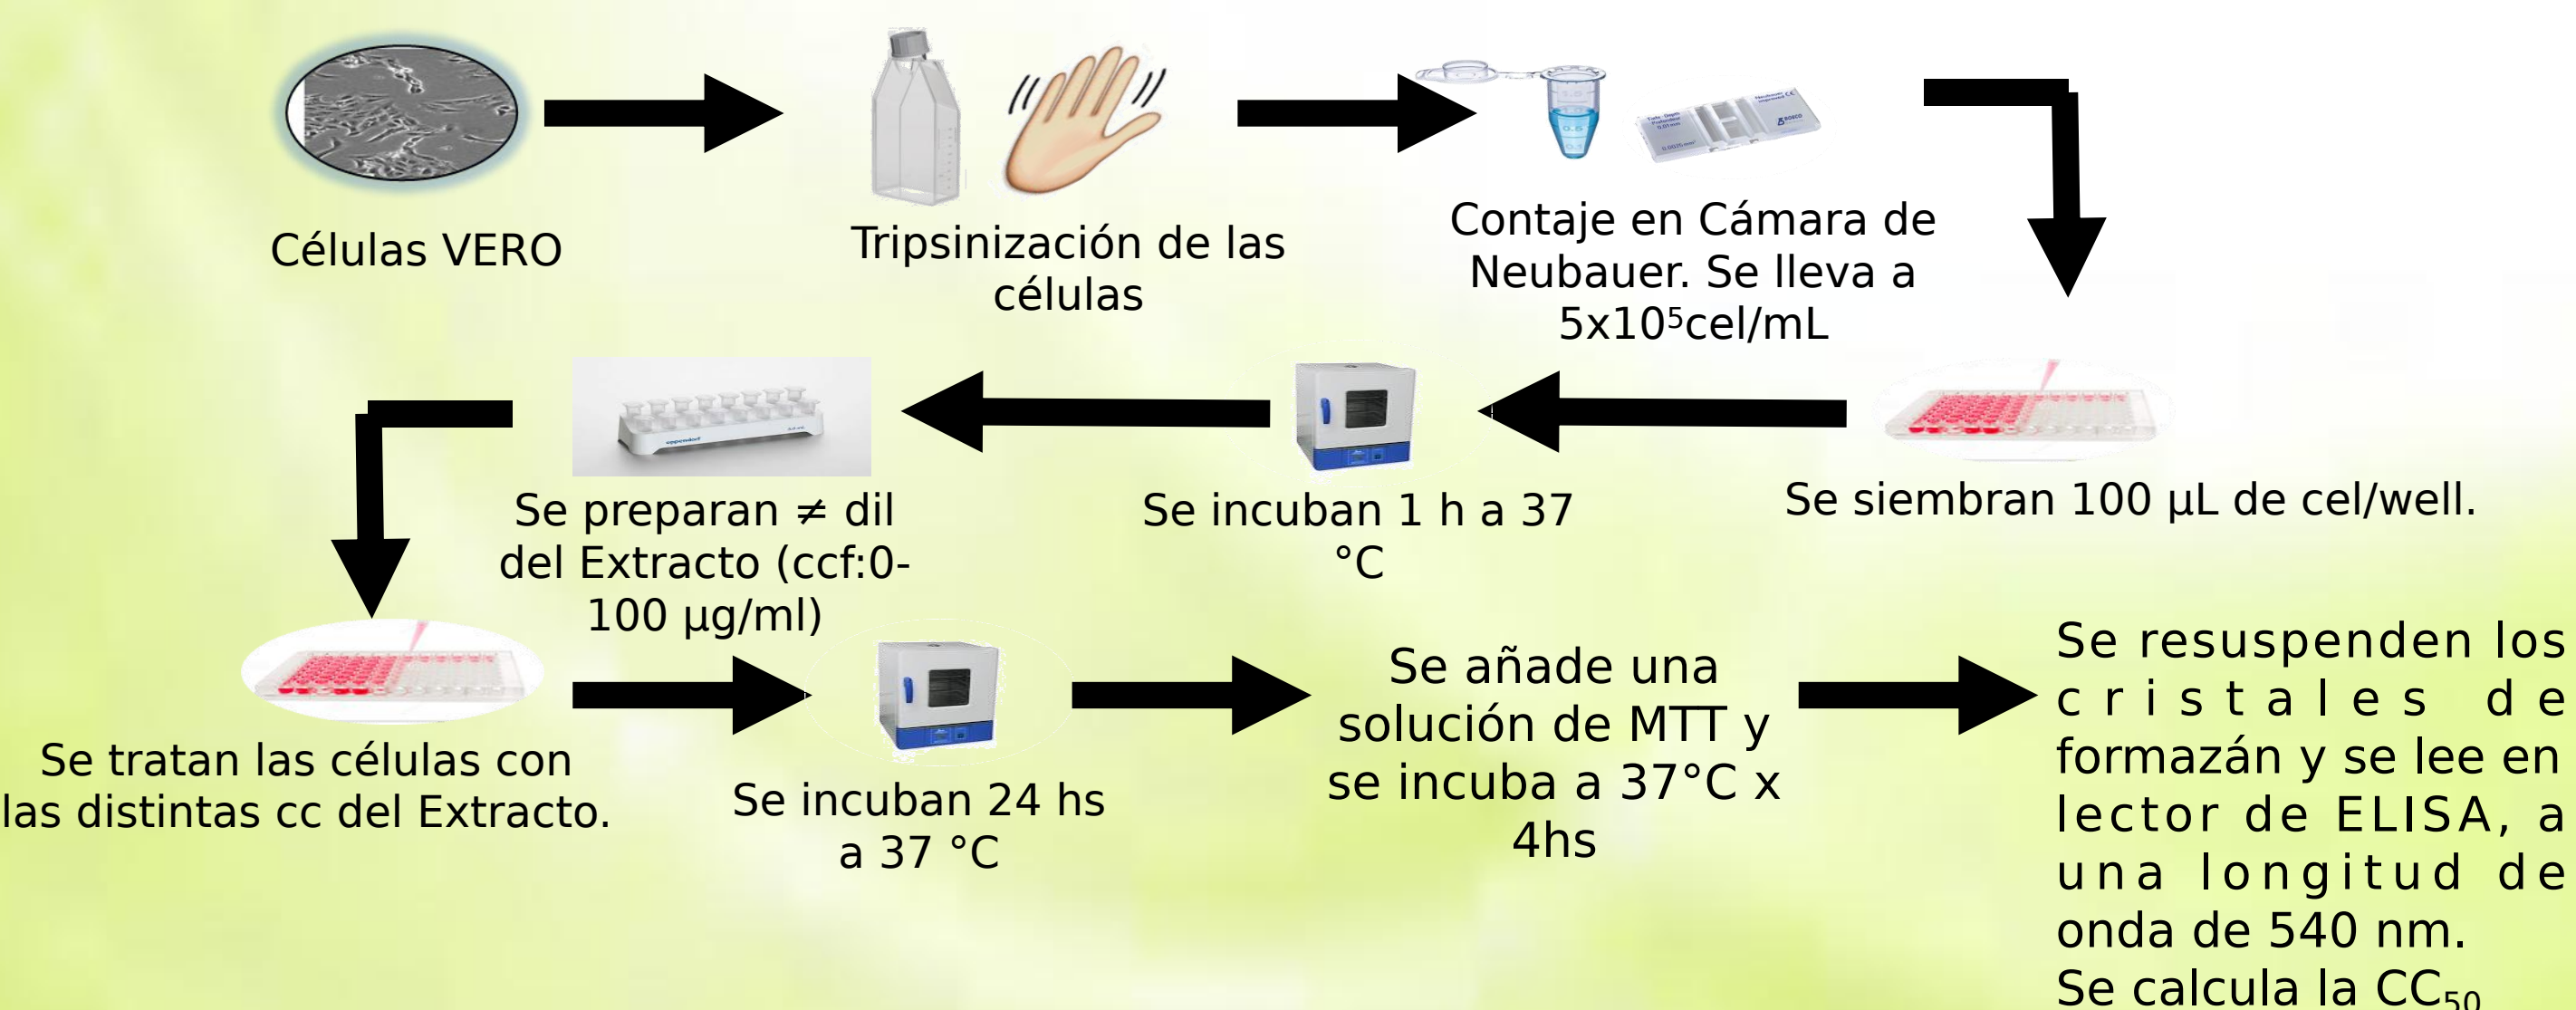 Células VERO
Tripsinización de las
células
Contaje en Cámara de
Neubauer. Se lleva a
5x10⁵cel/mL
Se siembran 100 µL de cel/well.
Se incuban 1 h a 37
°C
Se preparan ≠ dil
del Extracto (ccf:0-
100 µg/ml)
Se tratan las células con
las distintas cc del Extracto.
Se incuban 24 hs
a 37 °C
Se añade una
solución de MTT y
se incuba a 37°C x
4hs
Se resuspenden los
cristales de
formazán y se lee en
lector de ELISA, a
una longitud de
onda de 540 nm.
Se calcula la CC₅₀